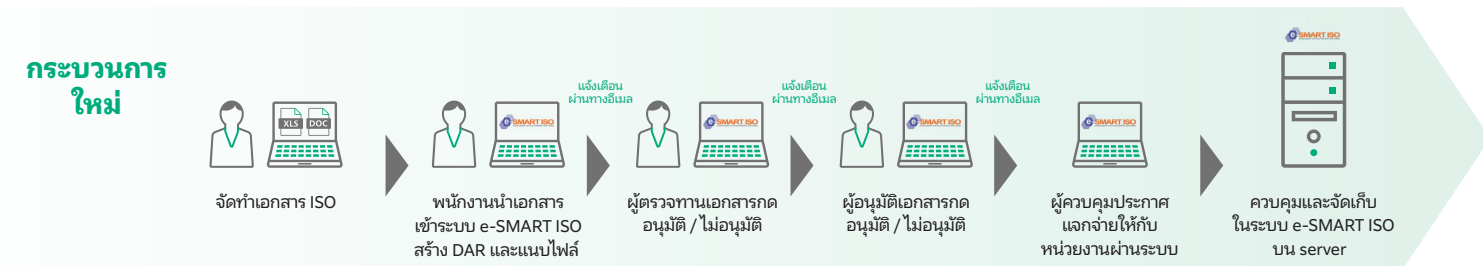 กระบวนการ
ใหม่
XLS DOC
จัดทำเอกสาร ISO
e-SMART ISO
พนักงานนำเอกสาร
เข้าระบบ e-SMART ISO
สร้าง DAR และแนบไฟล์
แจ้งเตือน
ผ่านทางอีเมล
e-SMART ISO
ผู้ตรวจทานเอกสารกด
อนุมัติ / ไม่อนุมัติ
แจ้งเตือน
ผ่านทางอีเมล
e-SMART ISO
ผู้อนุมัติเอกสารกด
อนุมัติ / ไม่อนุมัติ
แจ้งเตือน
ผ่านทางอีเมล
e-SMART ISO
ผู้ควบคุมประกาศ
แจกจ่ายให้กับ
หน่วยงานผ่านระบบ
e-SMART ISO
ควบคุมและจัดเก็บ
ในระบบ e-SMART ISO
บน server